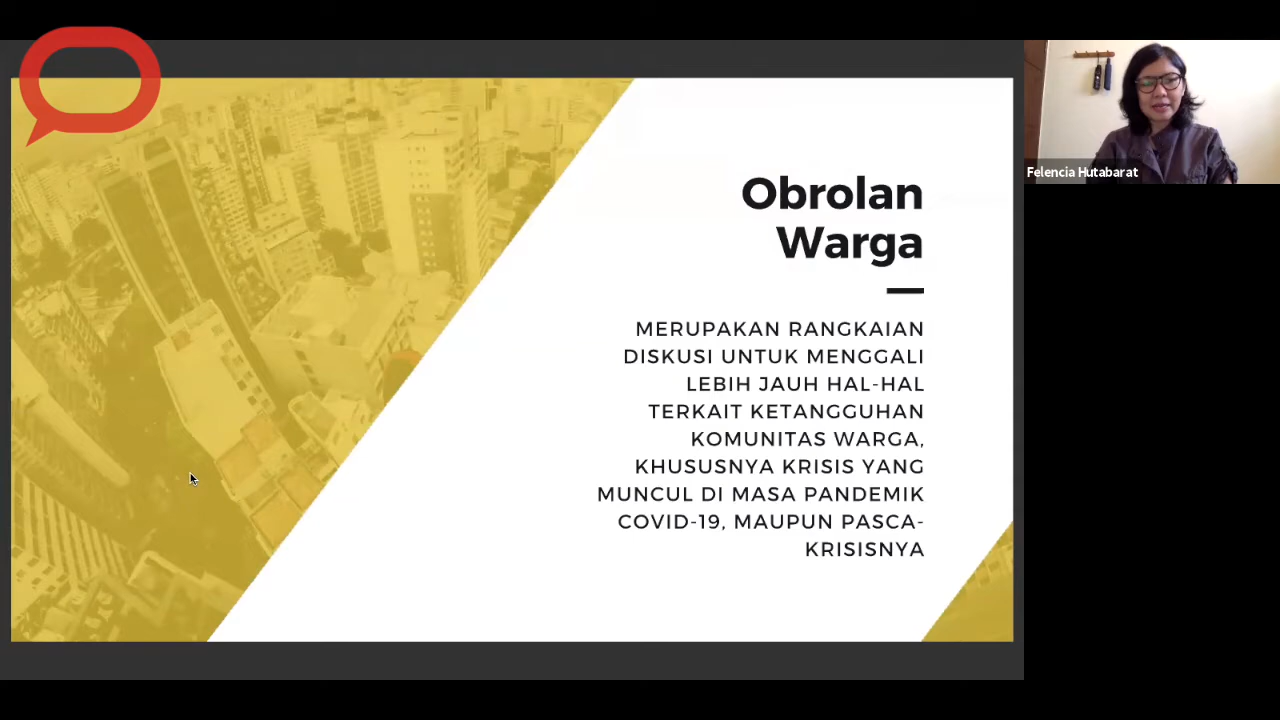 Obrolan
Warga
MERUPAKAN RANGKAIAN
DISKUSI UNTUK MENGGALI
LEBIH JAUH HAL-HAL
TERKAIT KETANGGUHAN
KOMUNITAS WARGA,
KHUSUSNYA KRISIS YANG
MUNCUL DI MASA PANDEMIK
COVID-19, MAUPUN PASCA-
KRISISNYA
Felencia Hutabarat